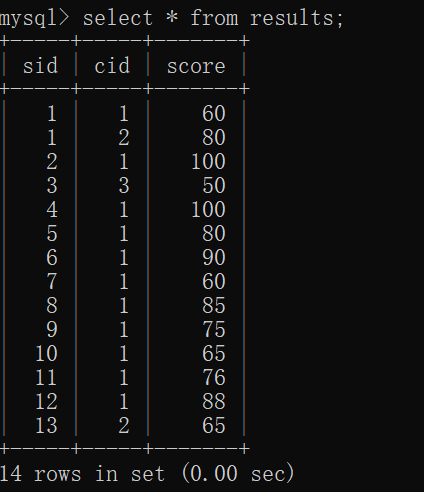 mysql> select * from results;
+-----+-----+-------+
| sid | cid | score |
+-----+-----+-------+
|   1 |   1 |    60 |
|   1 |   2 |    80 |
|   2 |   1 |   100 |
|   3 |   3 |    50 |
|   4 |   1 |   100 |
|   5 |   1 |    80 |
|   6 |   1 |    90 |
|   7 |   1 |    60 |
|   8 |   1 |    85 |
|   9 |   1 |    75 |
|  10 |   1 |    65 |
|  11 |   1 |    76 |
|  12 |   1 |    88 |
|  13 |   2 |    65 |
+-----+-----+-------+
14 rows in set (0.00 sec)